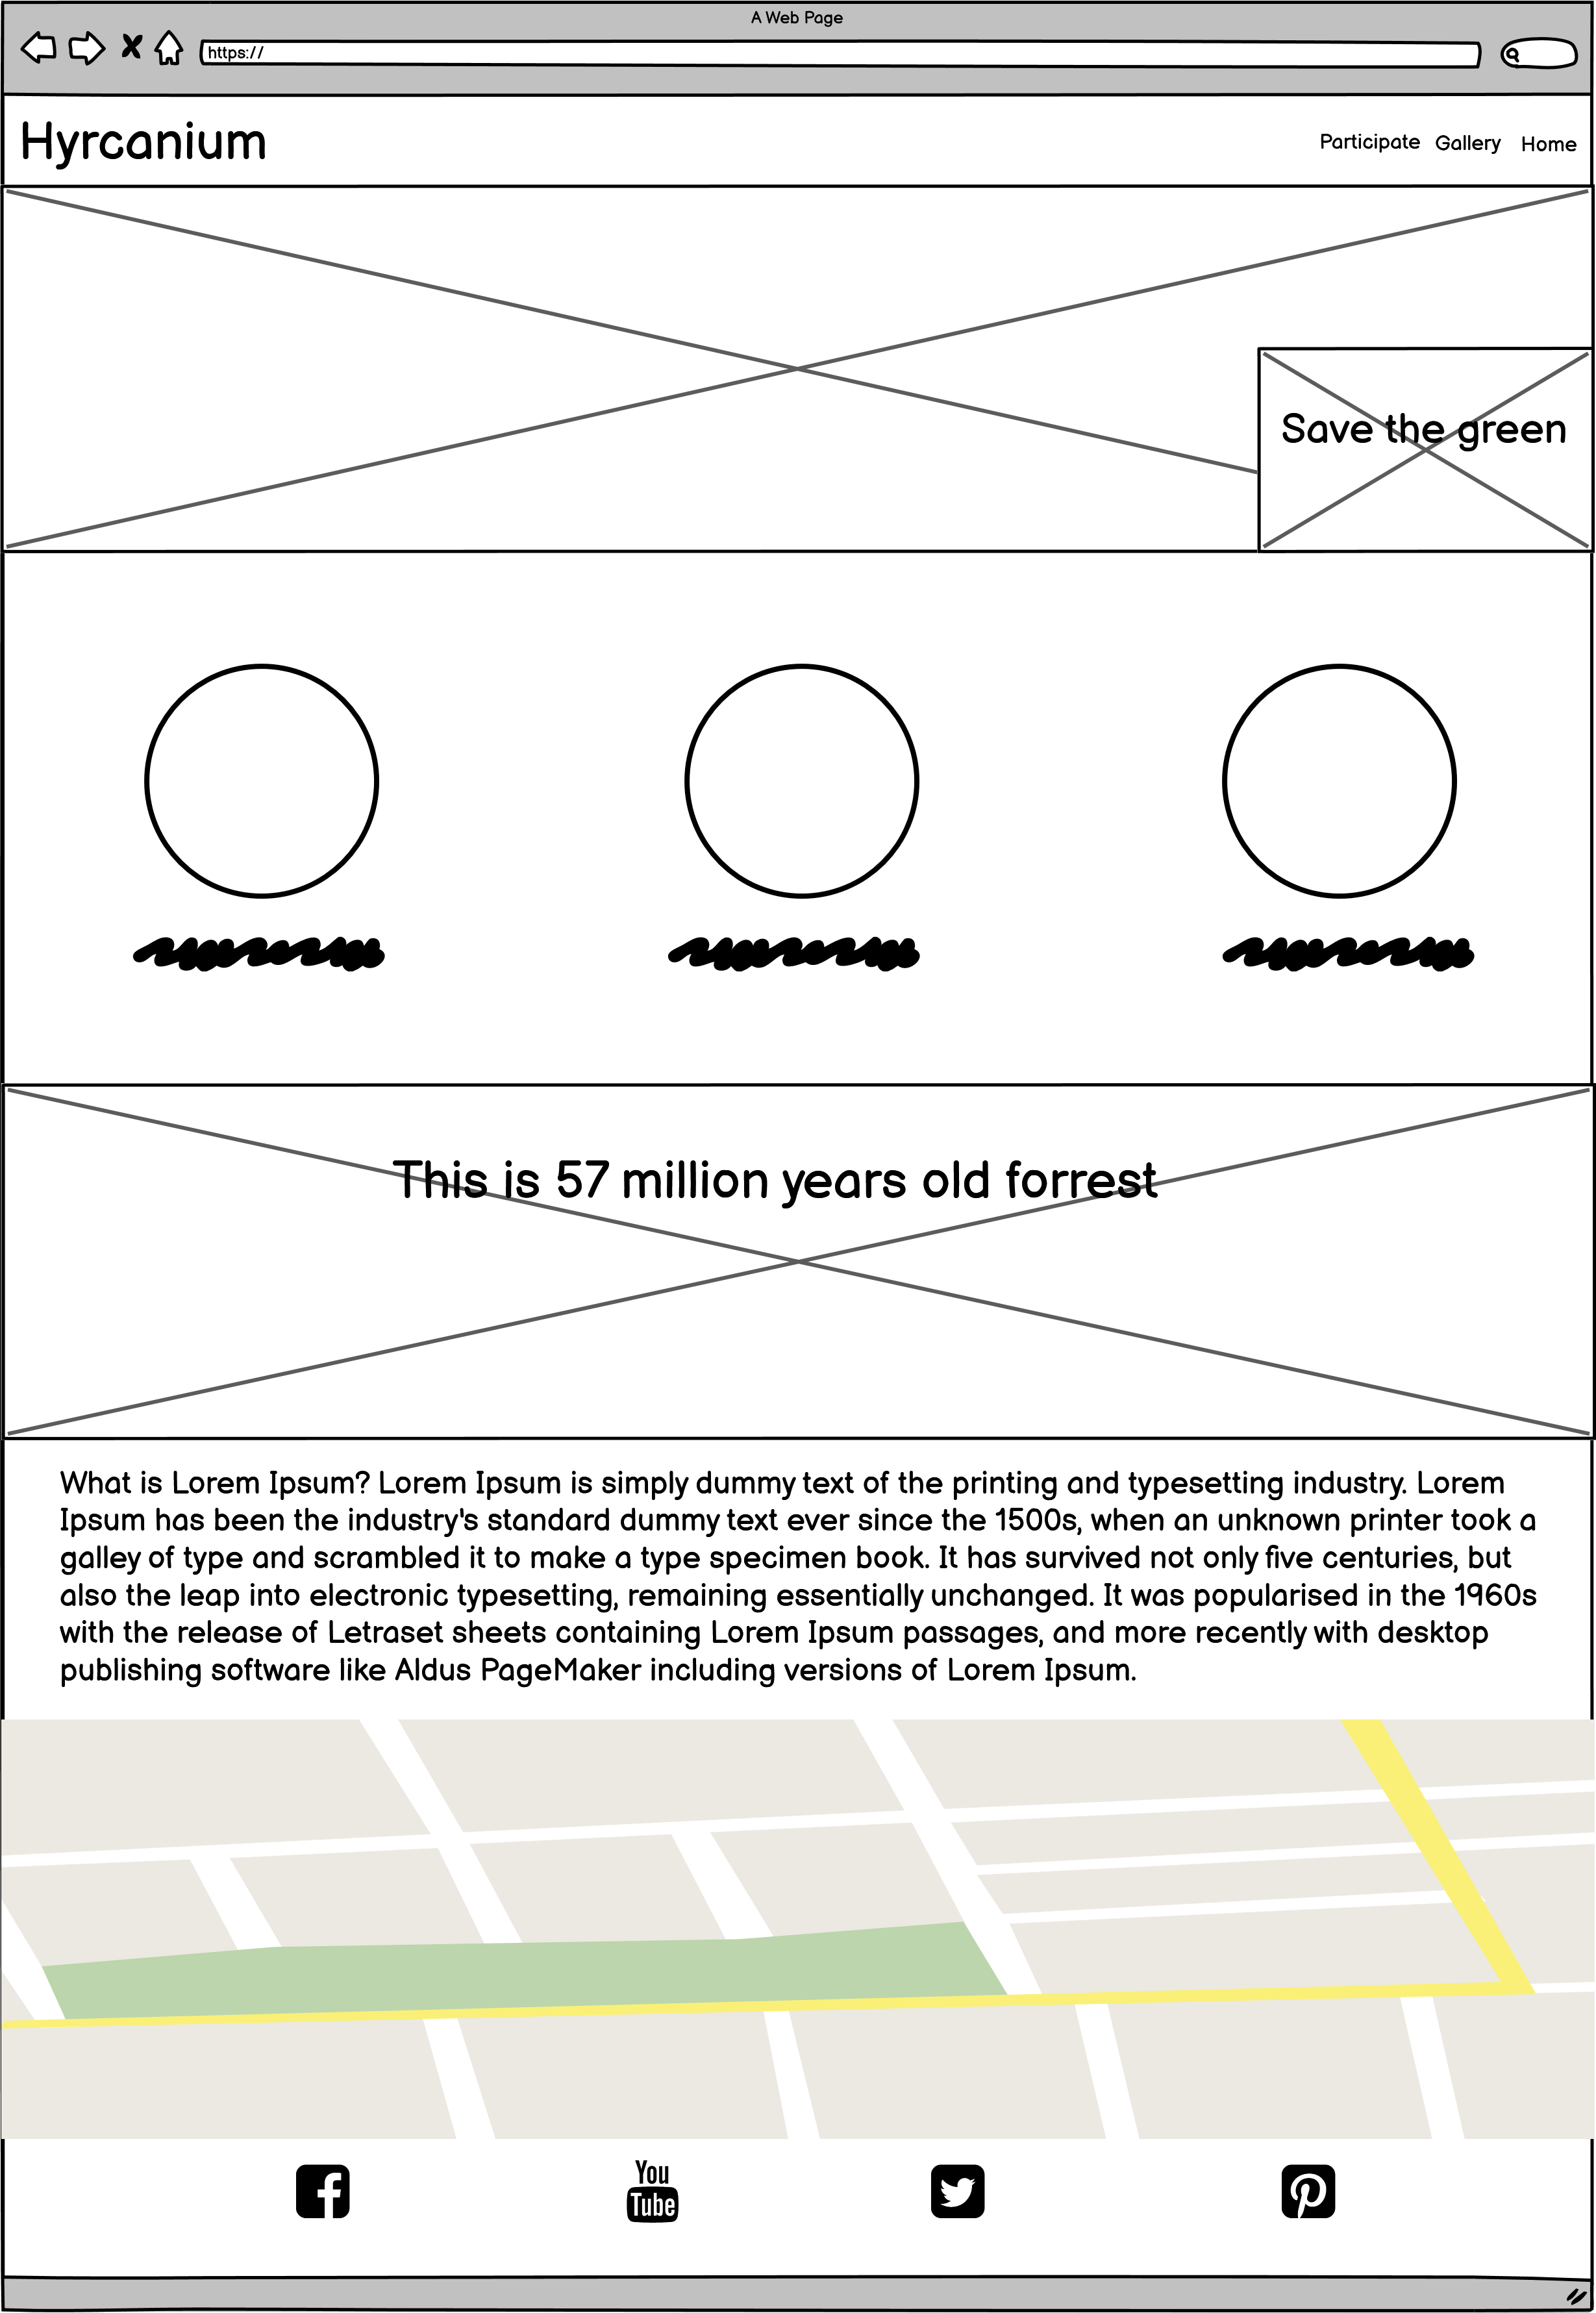 A Web Page
https://
Hyrcanium
Participate Gallery Home
Save the green
This is 57 million years old forrest
What is Lorem Ipsum? Lorem Ipsum is simply dummy text of the printing and typesetting industry. Lorem
Ipsum has been the industry's standard dummy text ever since the 1500s, when an unknown printer took a
galley of type and scrambled it to make a type specimen book. It has survived not only five centuries, but
also the leap into electronic typesetting, remaining essentially unchanged. It was popularised in the 1960s
with the release of Letraset sheets containing Lorem Ipsum passages, and more recently with desktop
publishing software like Aldus PageMaker including versions of Lorem Ipsum.
You
Tube